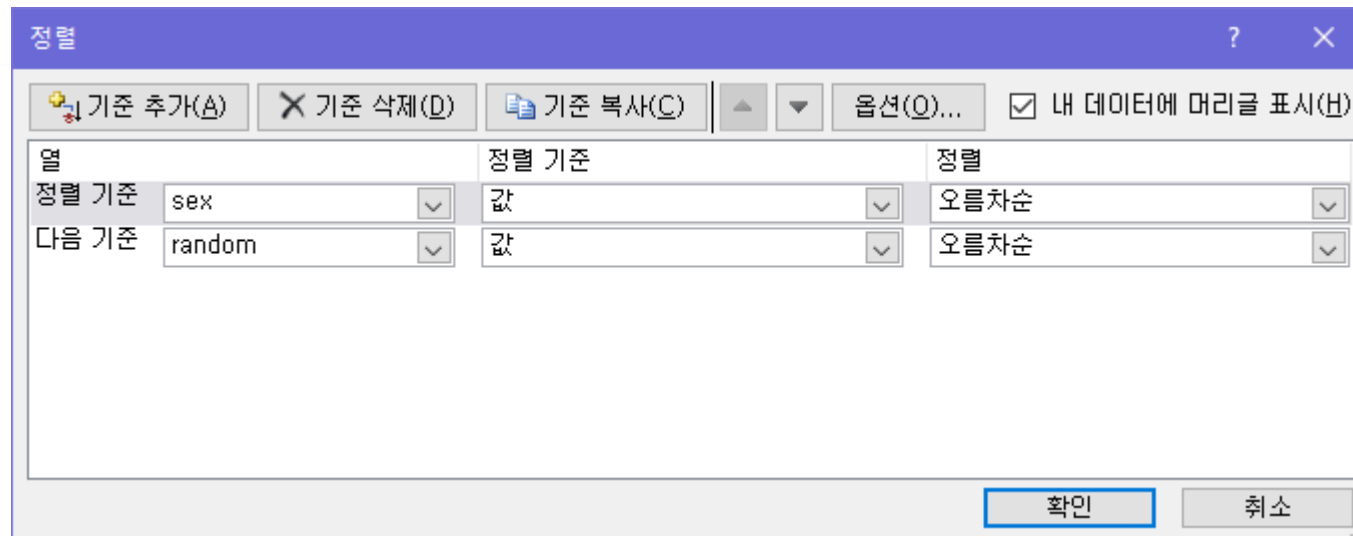 정렬 ?
기준 추가(A) 기준 삭제(D) 기준 복사(C) 옵션(O)... 내 데이터에 머리글 표시(H)
열 정렬 기준 정렬
정렬 기준 sex 값 오름차순
다음 기준 random 값 오름차순
확인 취소